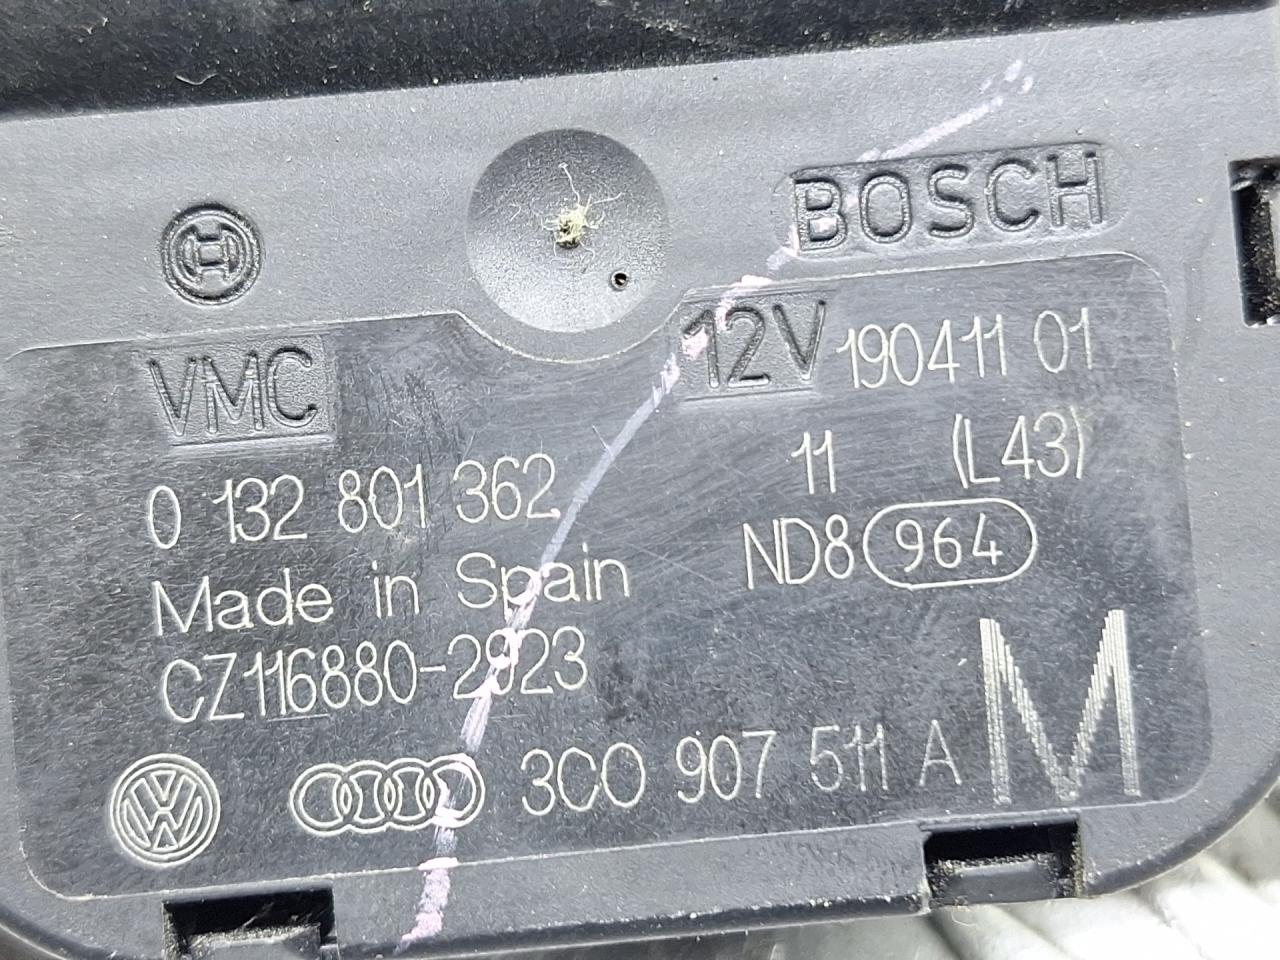 BOSCH
VMC 12V 190411 01
0 132 801 362 11 (L43)
Made in Spain ND8 964
CZ116880-2923
3C0 907 511 A M